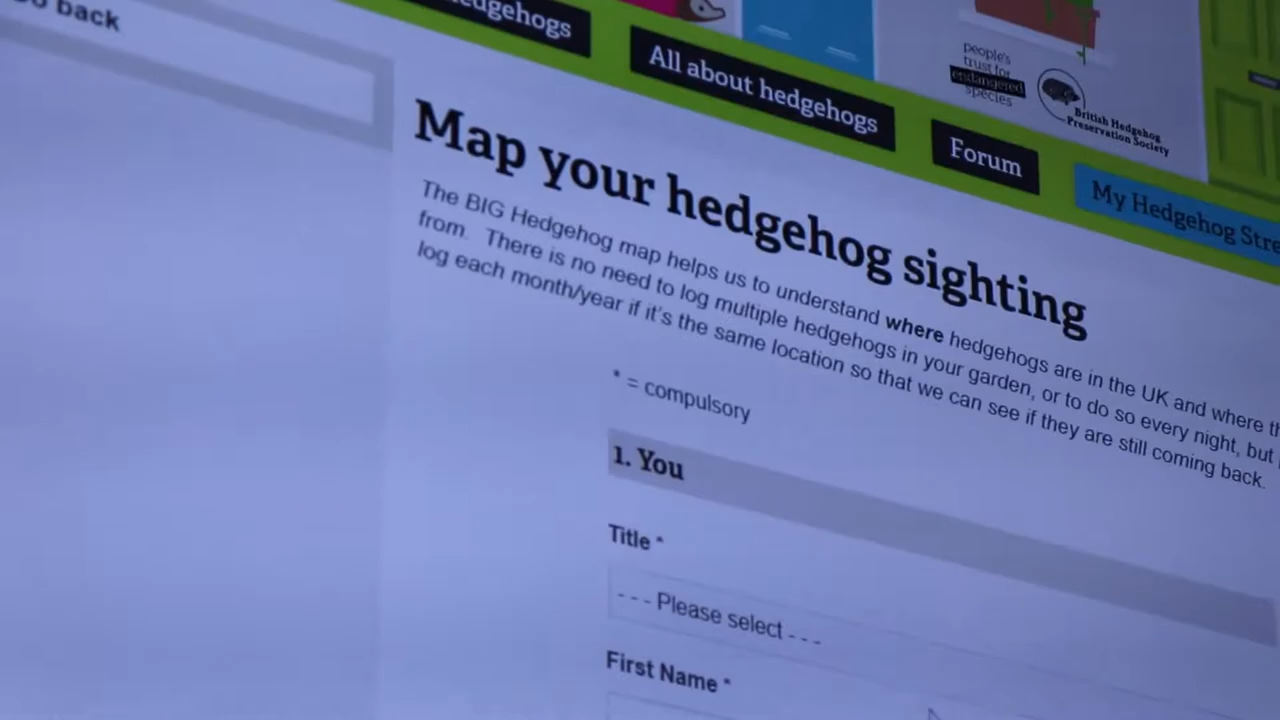 back
hedgehogs
All about hedgehogs
Forum
My Hedgehog Stre
people's
trust for
endangered
species
British Hedgehog
Preservation Society
Map your hedgehog sighting
The BIG Hedgehog map helps us to understand where hedgehogs are in the UK and where th
from. There is no need to log multiple hedgehogs in your garden, or to do so every night, but
log each month/year if it's the same location so that we can see if they are still coming back.
* = compulsory
1. You
Title *
- - - Please select - - -
First Name *